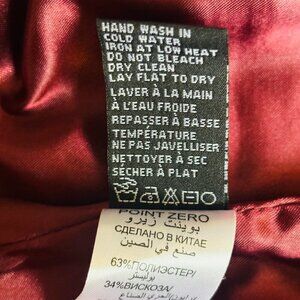 HAND WASH IN
COLD WATER
IRON AT LOW HEAT
DO NOT BLEACH
DRY CLEAN
LAY FLAT TO DRY
LAVER À LA MAIN
À L'EAU FROIDE
REPASSER À BASSE
TEMPÉRATURE
NE PAS JAVELLISER
NETTOYER À SEC
SÉCHER À PLAT
POINT ZERO
بوينت زيرو
СДЕЛАНО В КИТАЕ
صنع في الصين
63%ПОЛИЭСТЕР/
بوليستر
34%ВИСКОЗА/